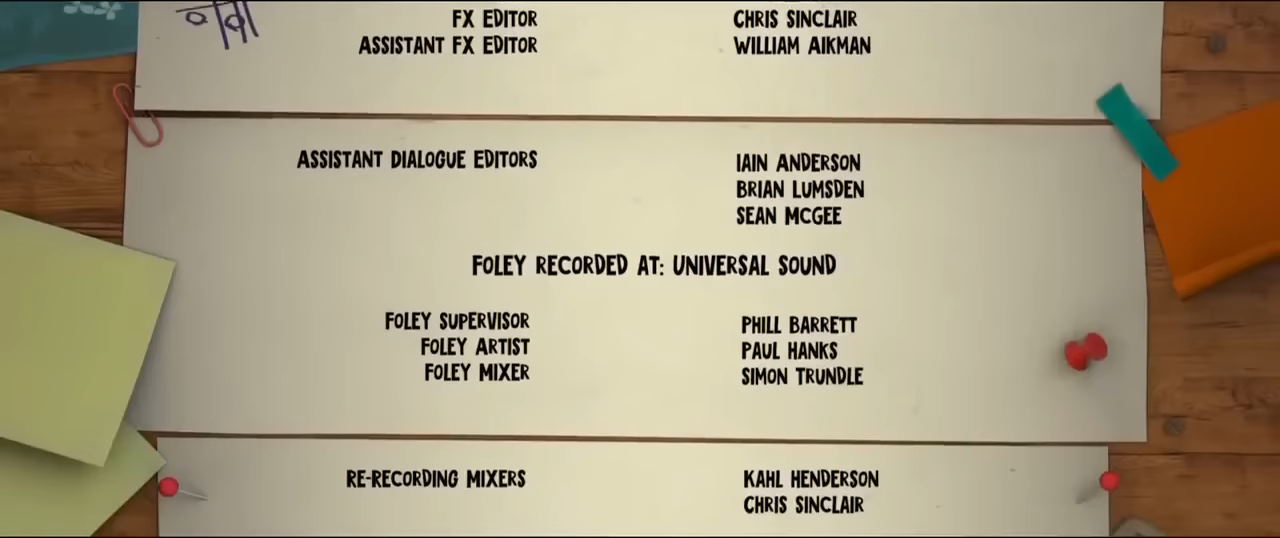 FX EDITOR CHRIS SINCLAIR
ASSISTANT FX EDITOR WILLIAM AIKMAN
ASSISTANT DIALOGUE EDITORS IAIN ANDERSON
BRIAN LUMSDEN
SEAN MCGEE
FOLEY RECORDED AT: UNIVERSAL SOUND
FOLEY SUPERVISOR PHILL BARRETT
FOLEY ARTIST PAUL HANKS
FOLEY MIXER SIMON TRUNDLE
RE-RECORDING MIXERS KAHL HENDERSON
CHRIS SINCLAIR